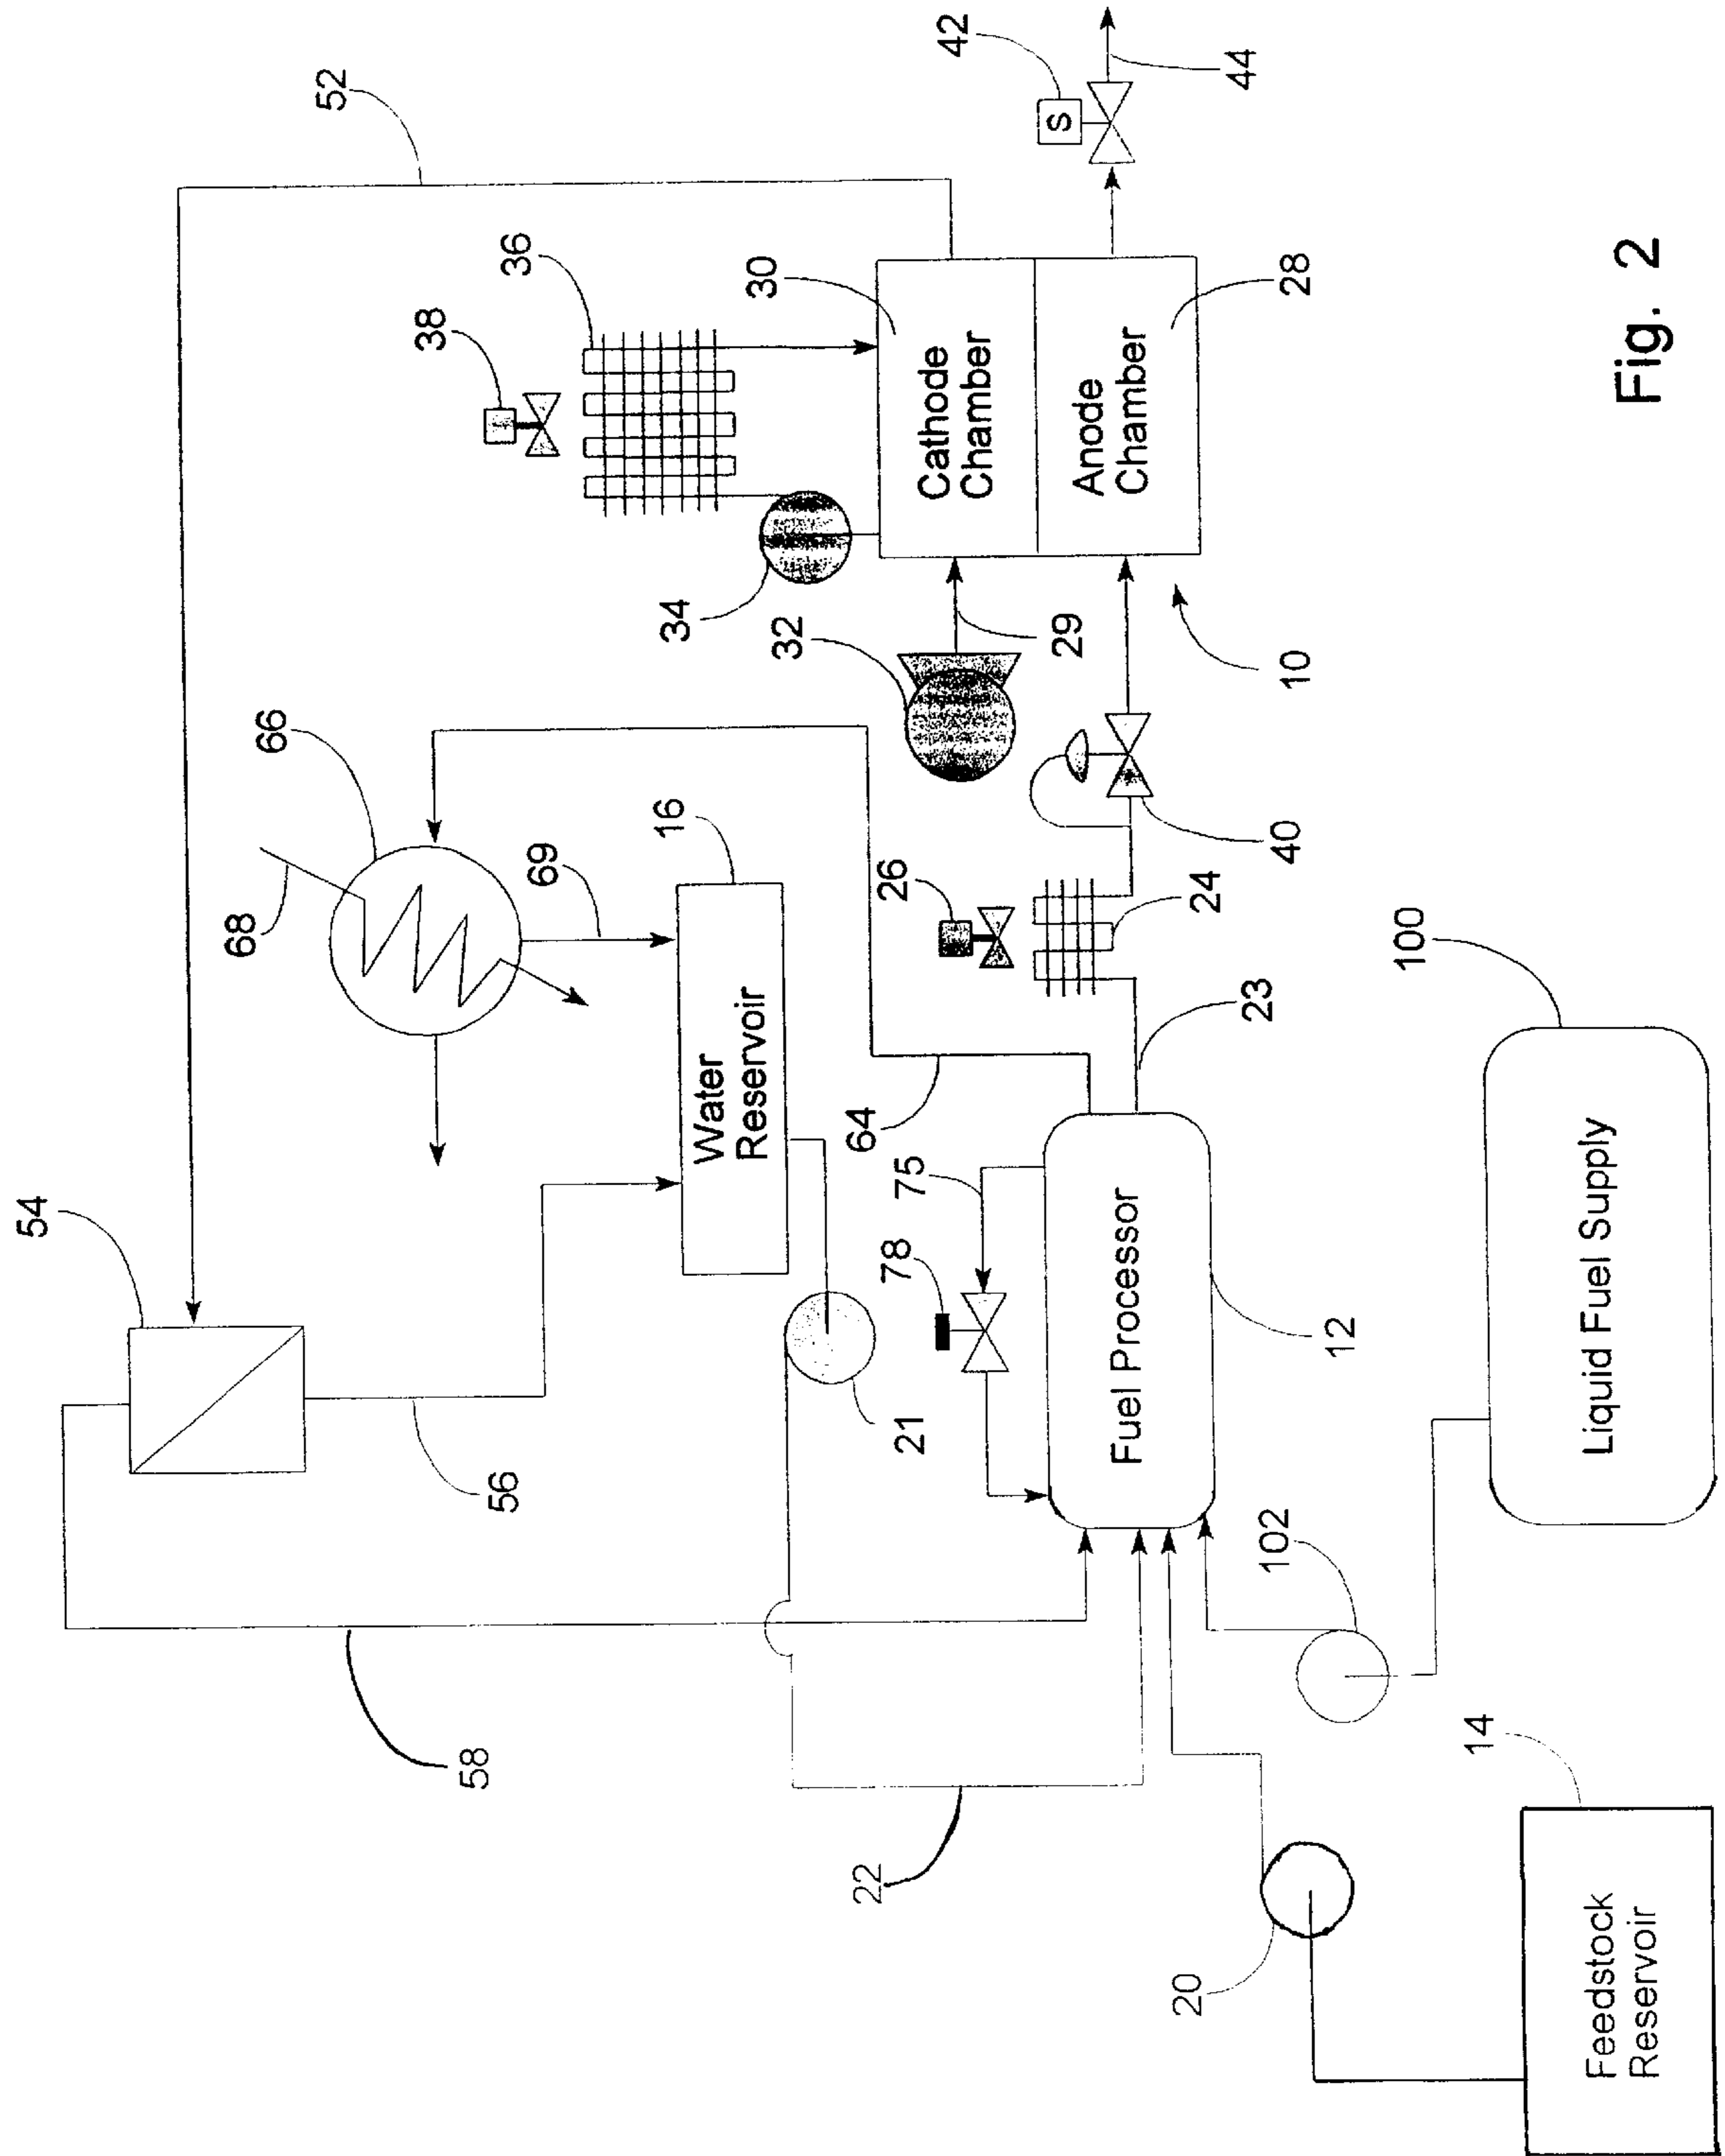 54
52
58
56
68
66
38
36
69
16
Water
Reservoir
34
30
42
S
32
Cathode
Chamber
22
21
78
75
64
26
29
Anode
Chamber
44
Fuel Processor
23
24
40
10
28
12
20
102
100
14
Feedstock
Reservoir
Liquid Fuel Supply
Fig. 2